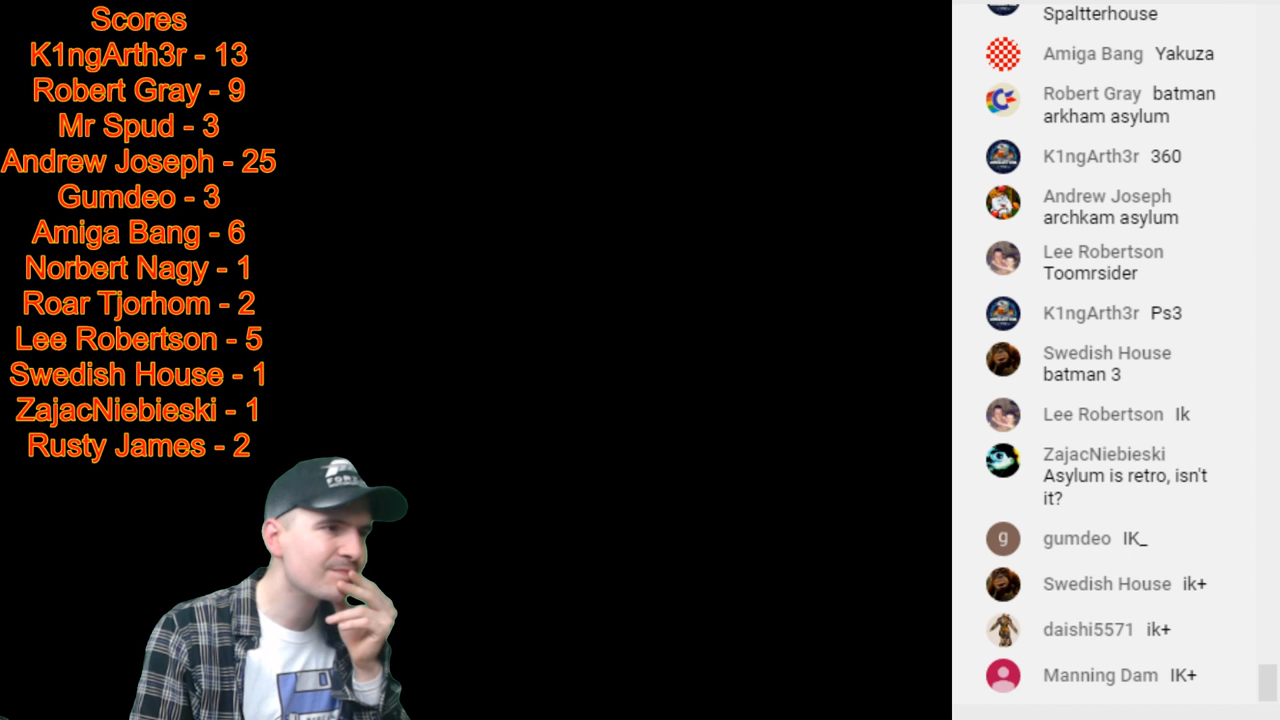 Scores
K1ngArth3r - 13
Robert Gray - 9
Mr Spud - 3
Andrew Joseph - 25
Gumdeo - 3
Amiga Bang - 6
Norbert Nagy - 1
Roar Tjorhom - 2
Lee Robertson - 5
Swedish House - 1
ZajacNiebieski - 1
Rusty James - 2
Spaltterhouse
Amiga Bang Yakuza
Robert Gray batman
arkham asylum
K1ngArth3r 360
Andrew Joseph
archkam asylum
Lee Robertson
Toomrsider
K1ngArth3r Ps3
Swedish House
batman 3
Lee Robertson Ik
ZajacNiebieski
Asylum is retro, isn't
it?
g gumdeo IK_
Swedish House ik+
daishi5571 ik+
Manning Dam IK+